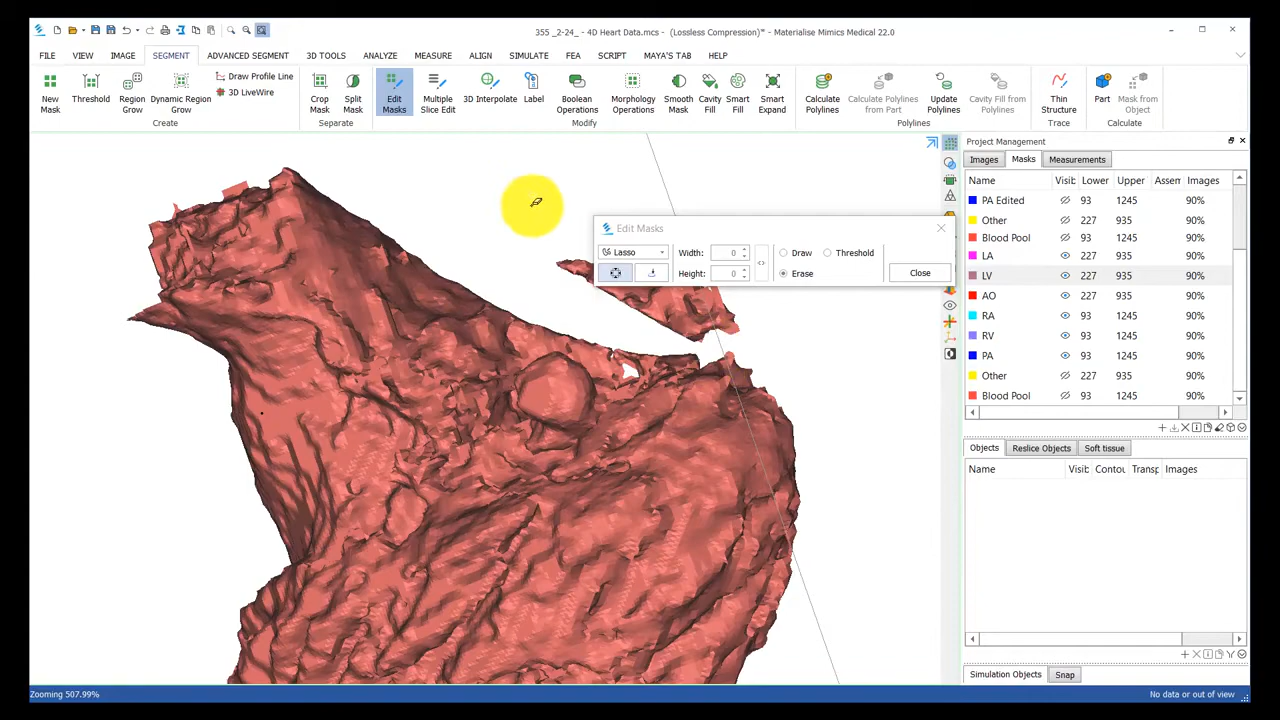 355 _2-24_ - 4D Heart Data.mcs - (Lossless Compression)* - Materialise Mimics Medical 22.0
FILE VIEW IMAGE SEGMENT ADVANCED SEGMENT 3D TOOLS ANALYZE MEASURE ALIGN SIMULATE FEA SCRIPT MAYA'S TAB HELP
New Mask
Threshold
Region Grow
Dynamic Region Grow
Draw Profile Line
3D LiveWire
Create
Crop Mask
Split Mask
Separate
Edit Masks
Multiple Slice Edit
3D Interpolate
Label
Boolean Operations
Morphology Operations
Smooth Mask
Cavity Fill
Smart Fill
Smart Expand
Modify
Calculate Polylines
Calculate Polylines from Part
Update Polylines
Cavity Fill from Polylines
Polylines
Thin Structure
Trace
Part
Mask from Object
Calculate
Edit Masks
Lasso Width: 0 Draw Threshold
Height: 0 Erase Close
Project Management
Images Masks Measurements
Name Visib Lower Upper Assem Images
PA Edited 93 1245 90%
Other 227 935 90%
Blood Pool 93 1245 90%
LA 227 935 90%
LV 227 935 90%
AO 227 935 90%
RA 227 935 90%
RV 227 935 90%
PA 93 1245 90%
Other 227 935 90%
Blood Pool 93 1245 90%
Objects Reslice Objects Soft tissue
Name Visib Contou Transp Images
Simulation Objects Snap
Zooming 507.99% No data or out of view